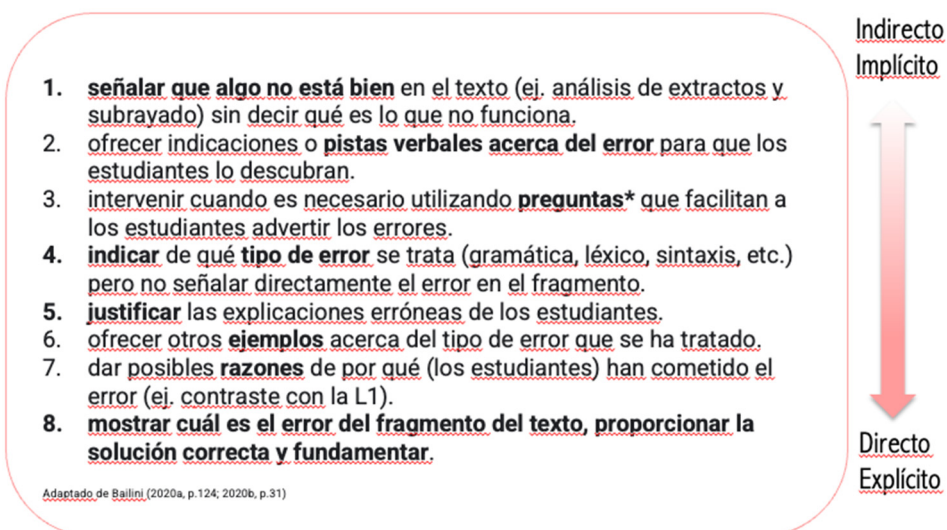 Indirecto
Implícito
1. señalar que algo no está bien en el texto (ej. análisis de extractos y
subrayado) sin decir qué es lo que no funciona.
2. ofrecer indicaciones o pistas verbales acerca del error para que los
estudiantes lo descubran.
3. intervenir cuando es necesario utilizando preguntas* que facilitan a
los estudiantes advertir los errores.
4. indicar de qué tipo de error se trata (gramática, léxico, sintaxis, etc.)
pero no señalar directamente el error en el fragmento.
5. justificar las explicaciones erróneas de los estudiantes.
6. ofrecer otros ejemplos acerca del tipo de error que se ha tratado.
7. dar posibles razones de por qué (los estudiantes) han cometido el
error (ej. contraste con la L1).
8. mostrar cuál es el error del fragmento del texto, proporcionar la
solución correcta y fundamentar.
Directo
Explícito
Adaptado de Bailini (2020a, p.124; 2020b, p.31)